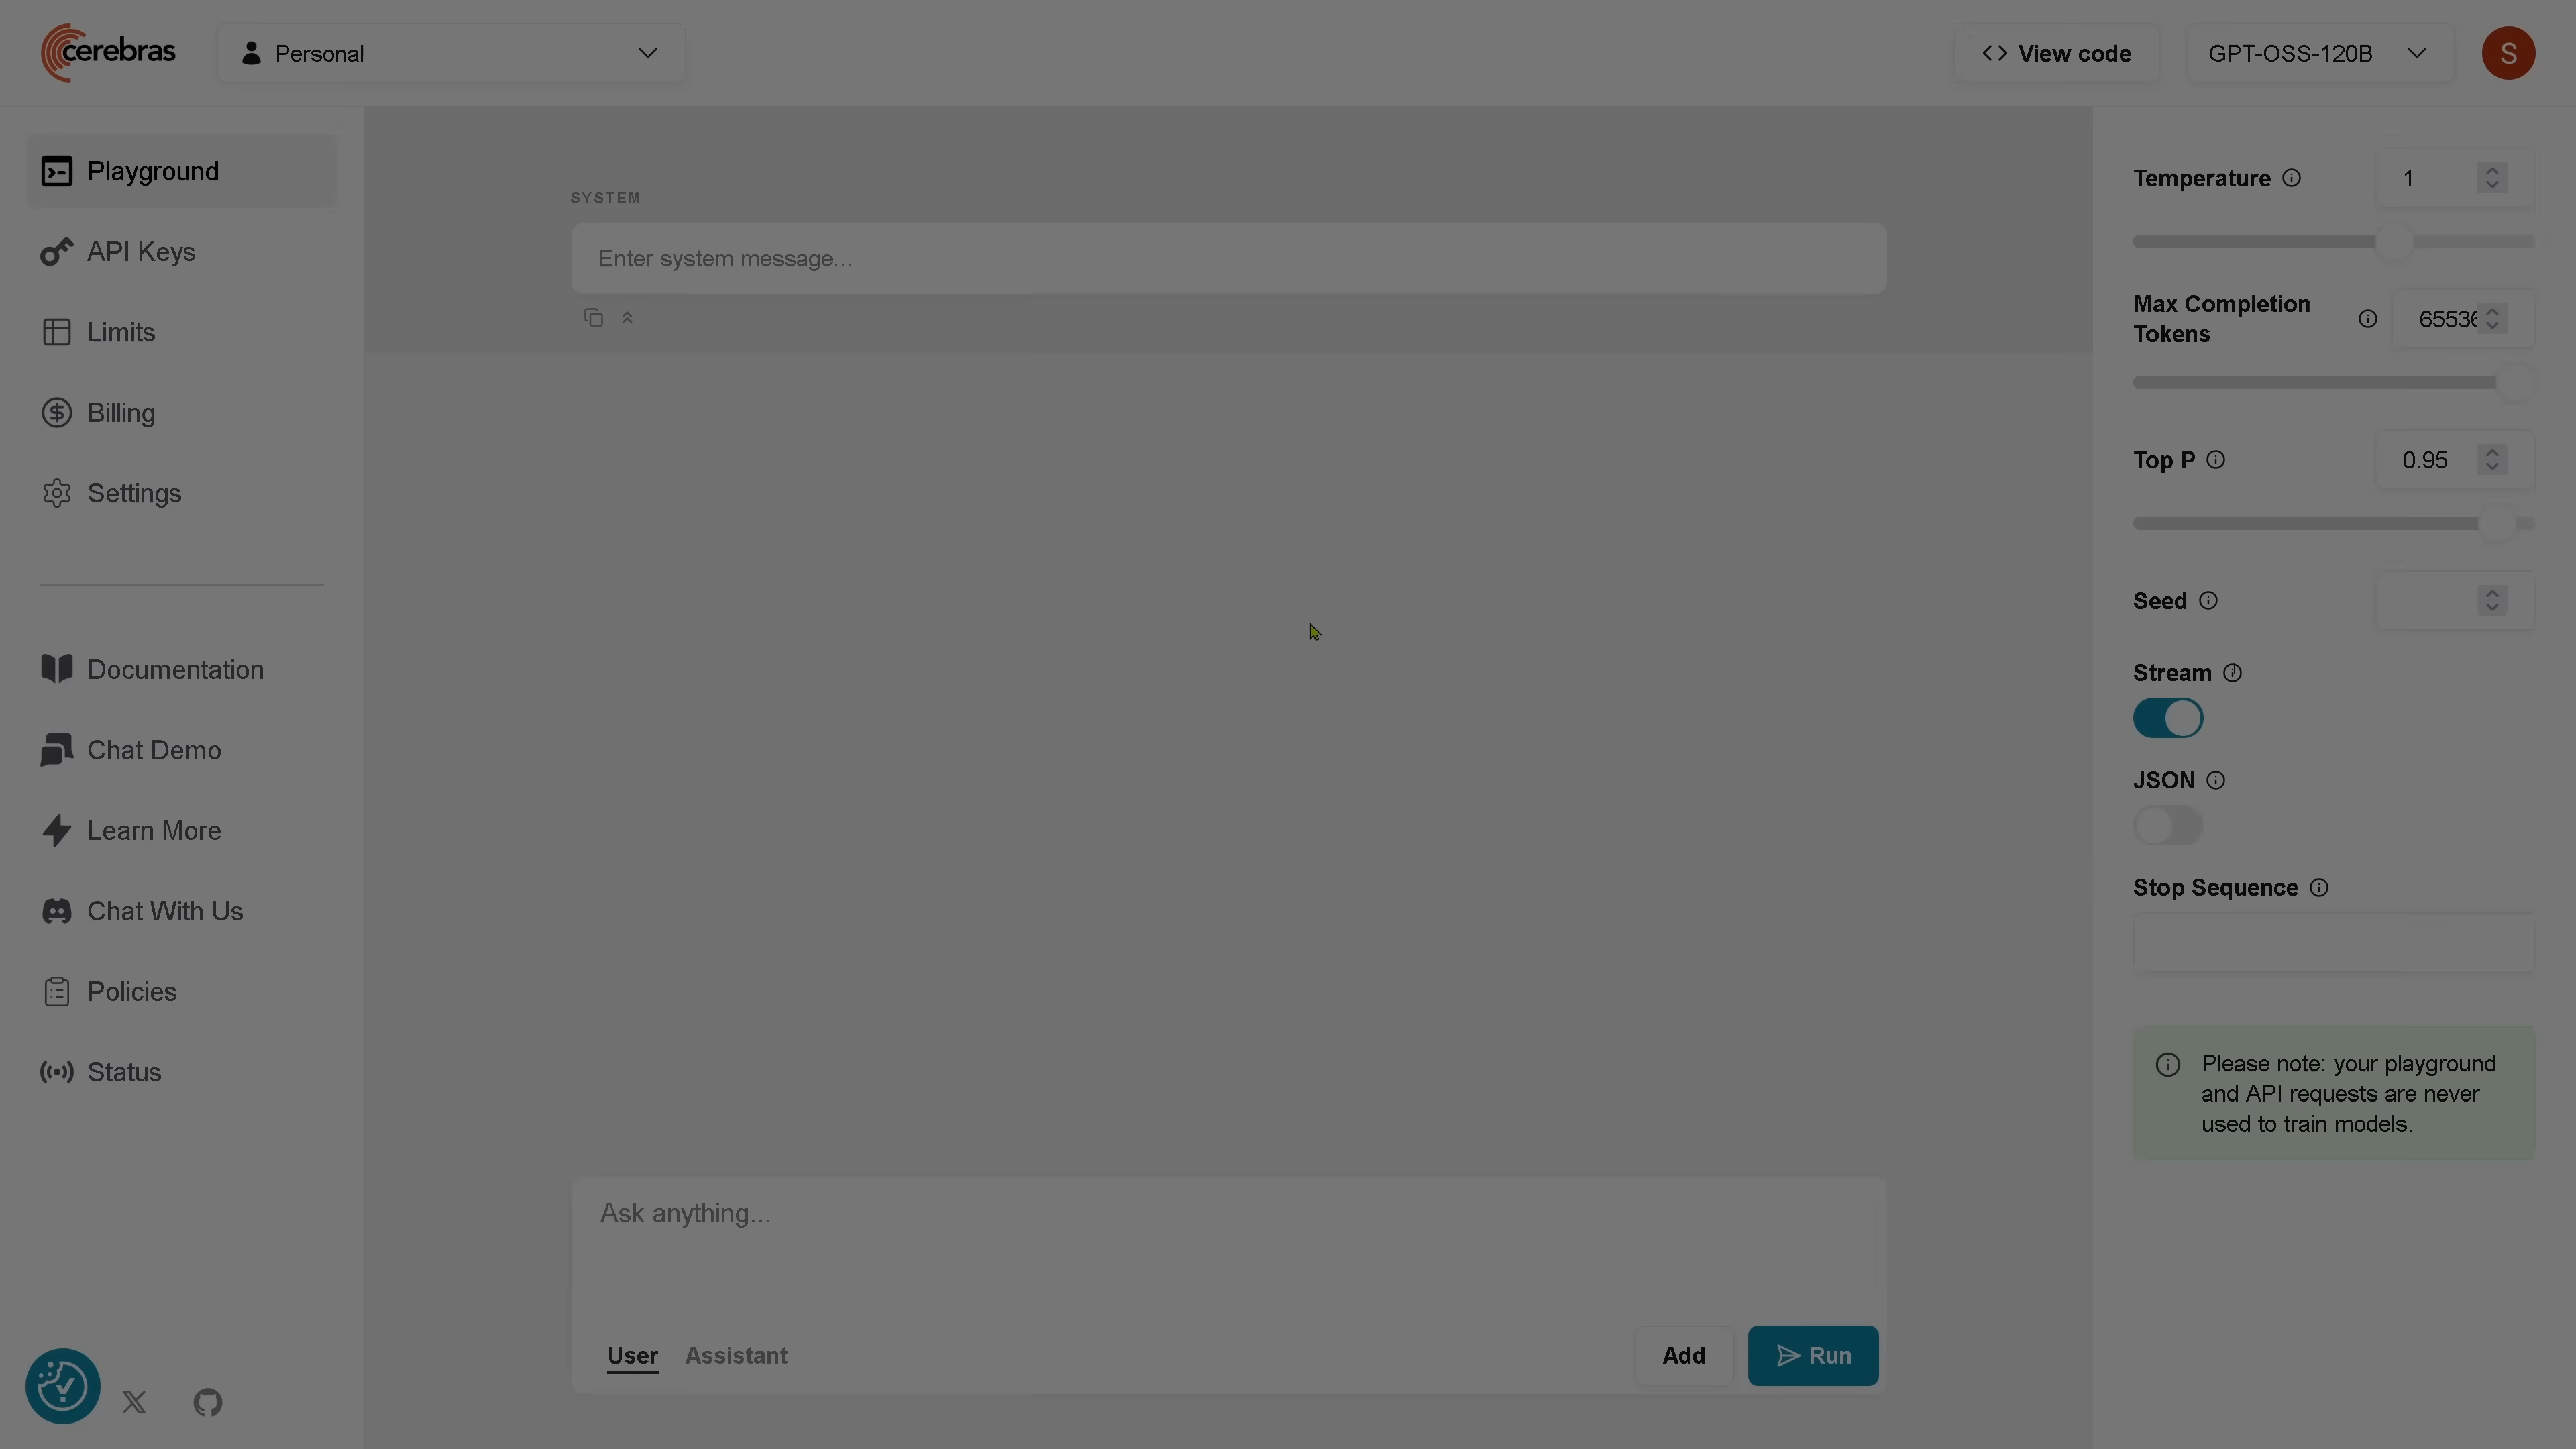 cerebras
Personal
View code
GPT-OSS-120B
S
Playground
API Keys
Limits
Billing
Settings
Documentation
Chat Demo
Learn More
Chat With Us
Policies
Status
SYSTEM
Enter system message...
Ask anything...
User
Assistant
Add
Run
Temperature
1
Max Completion
Tokens
65536
Top P
0.95
Seed
Stream
JSON
Stop Sequence
Please note: your playground
and API requests are never
used to train models.